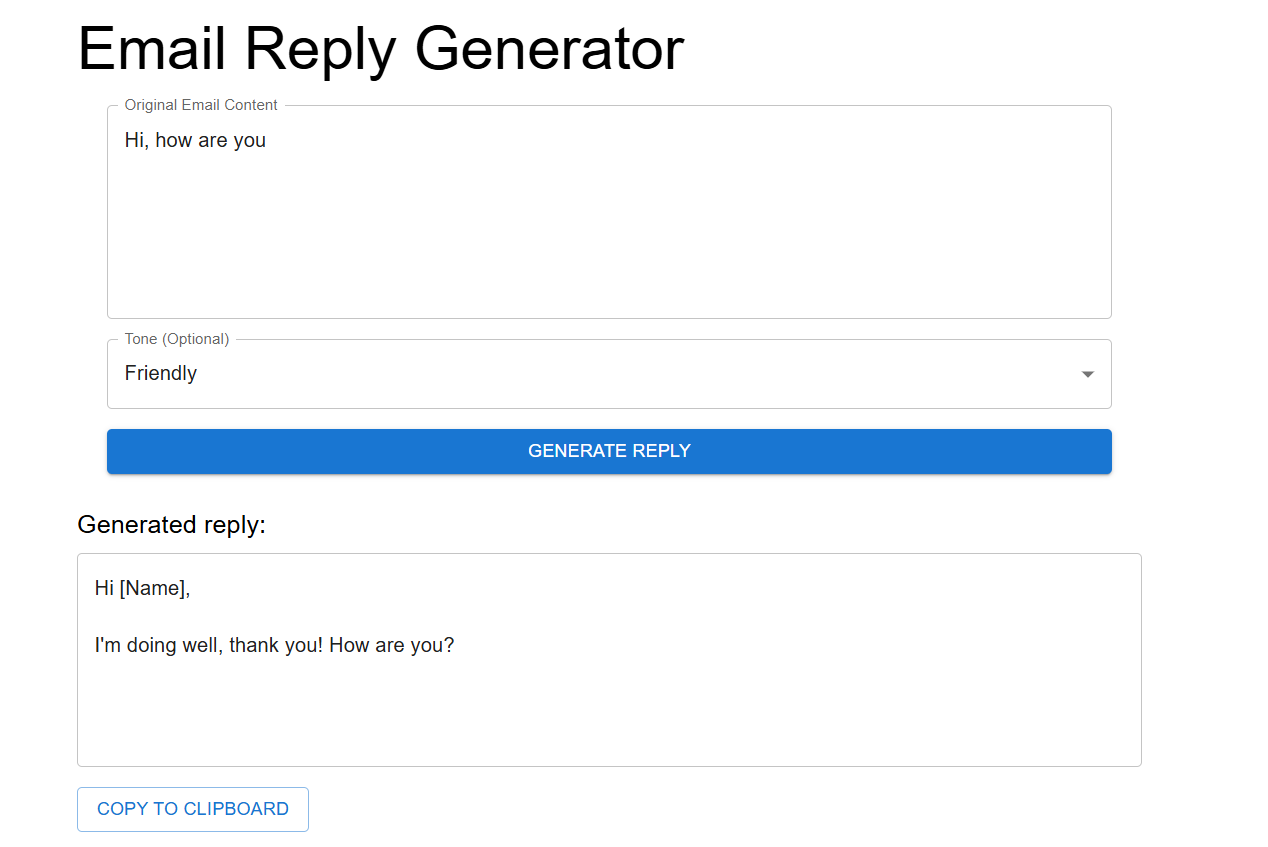 Email Reply Generator
Original Email Content
Hi, how are you
Tone (Optional)
Friendly
GENERATE REPLY
Generated reply:
Hi [Name],
I'm doing well, thank you! How are you?
COPY TO CLIPBOARD